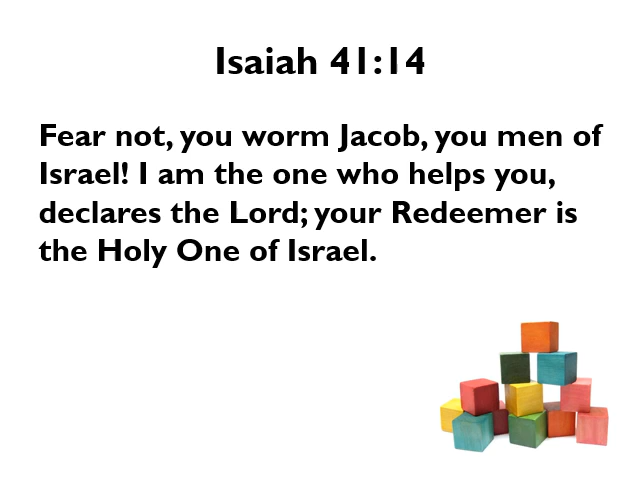 Isaiah 41:14
Fear not, you worm Jacob, you men of
Israel! I am the one who helps you,
declares the Lord; your Redeemer is
the Holy One of Israel.